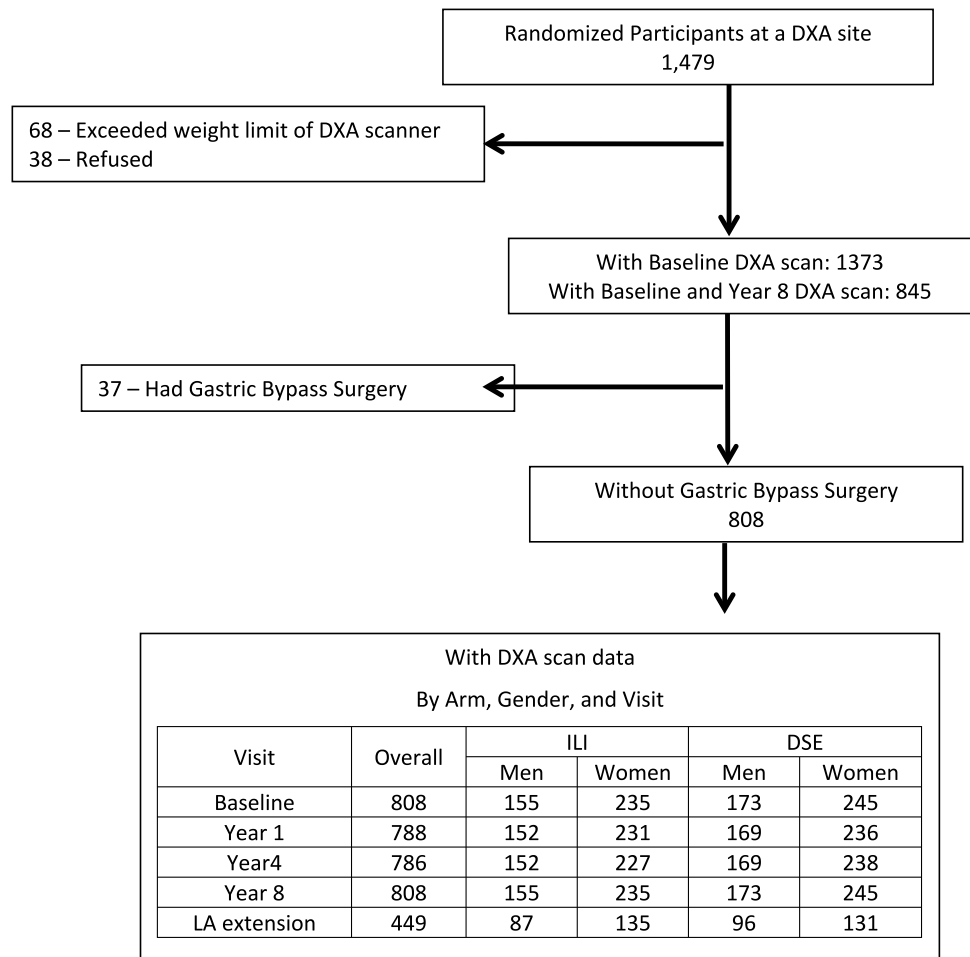 Randomized Participants at a DXA site
1,479
68 – Exceeded weight limit of DXA scanner
38 – Refused
With Baseline DXA scan: 1373
With Baseline and Year 8 DXA scan: 845
37 – Had Gastric Bypass Surgery
Without Gastric Bypass Surgery
808
With DXA scan data
By Arm, Gender, and Visit
Visit Overall ILI DSE
Men Women Men Women
Baseline 808 155 235 173 245
Year 1 788 152 231 169 236
Year4 786 152 227 169 238
Year 8 808 155 235 173 245
LA extension 449 87 135 96 131